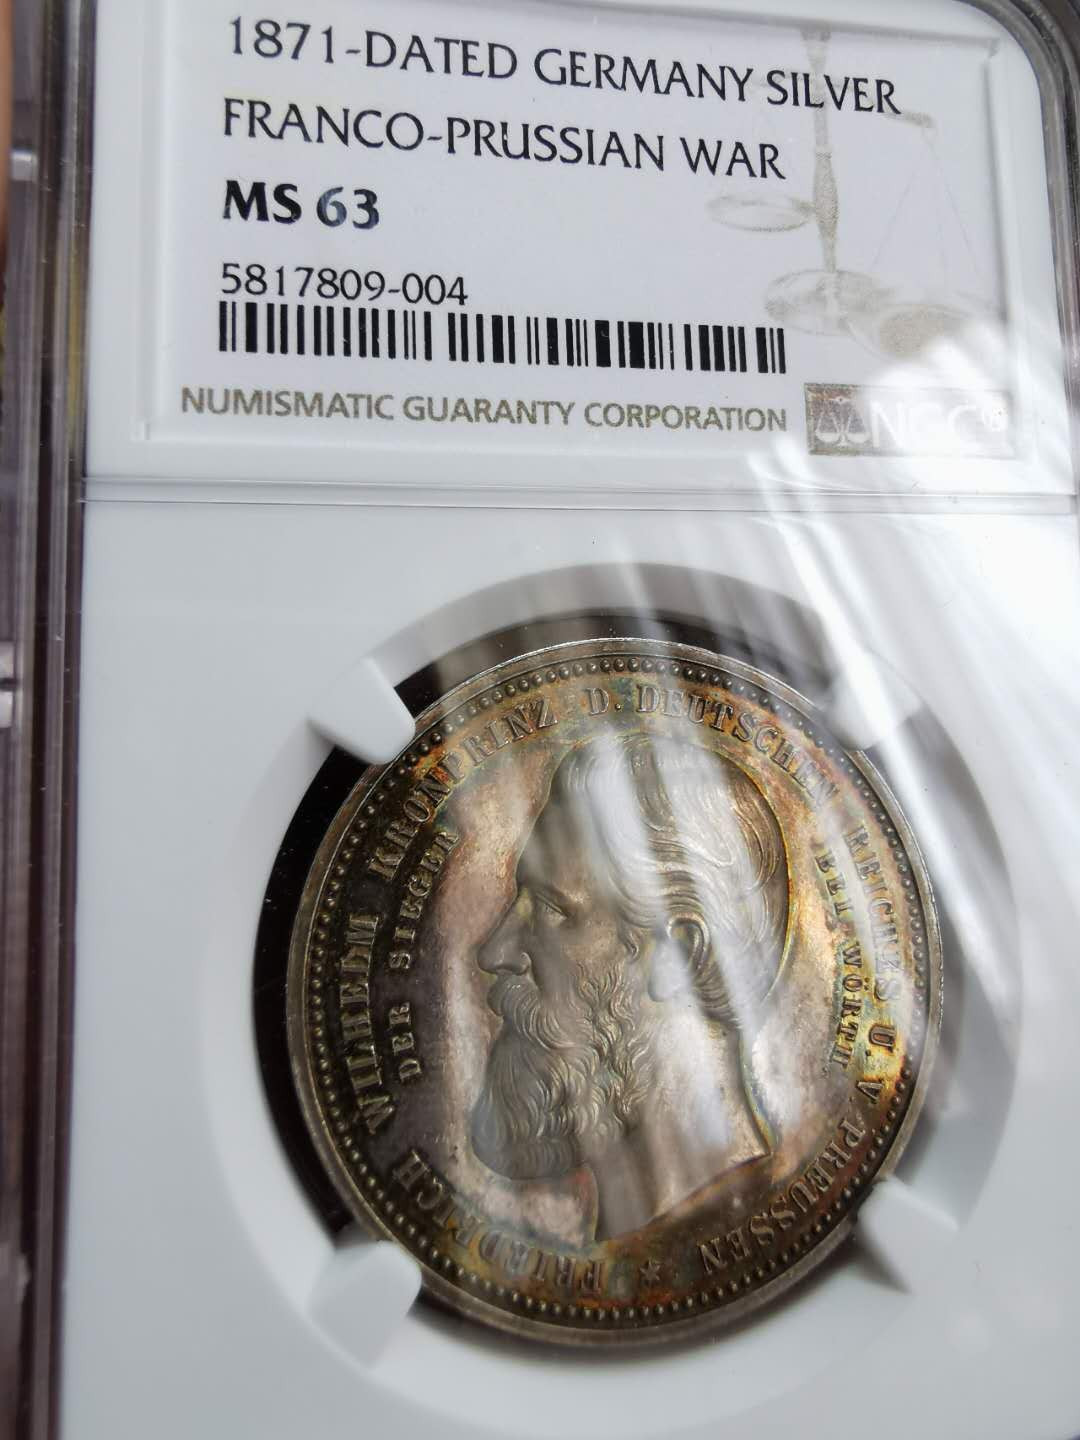 1871-DATED GERMANY SILVER
FRANCO-PRUSSIAN WAR
MS 63
5817809-004
NUMISMATIC GUARANTY CORPORATION NGC®
FRIEDRICH WILHELM KRONPRINZ D. DEUTSCHEN REICHES U. V. PREUSSEN *
DER SIEGER BEI WÖRTH.